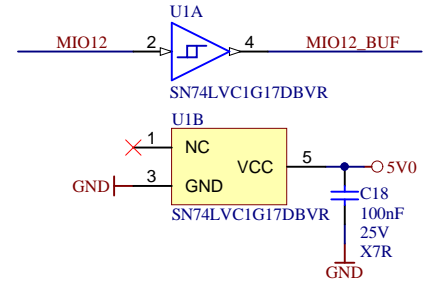 U1A
MIO12 2 4 MIO12_BUF
SN74LVC1G17DBVR
U1B
1 NC
VCC 5 5V0
GND 3 GND
SN74LVC1G17DBVR
C18
100nF
25V
X7R
GND